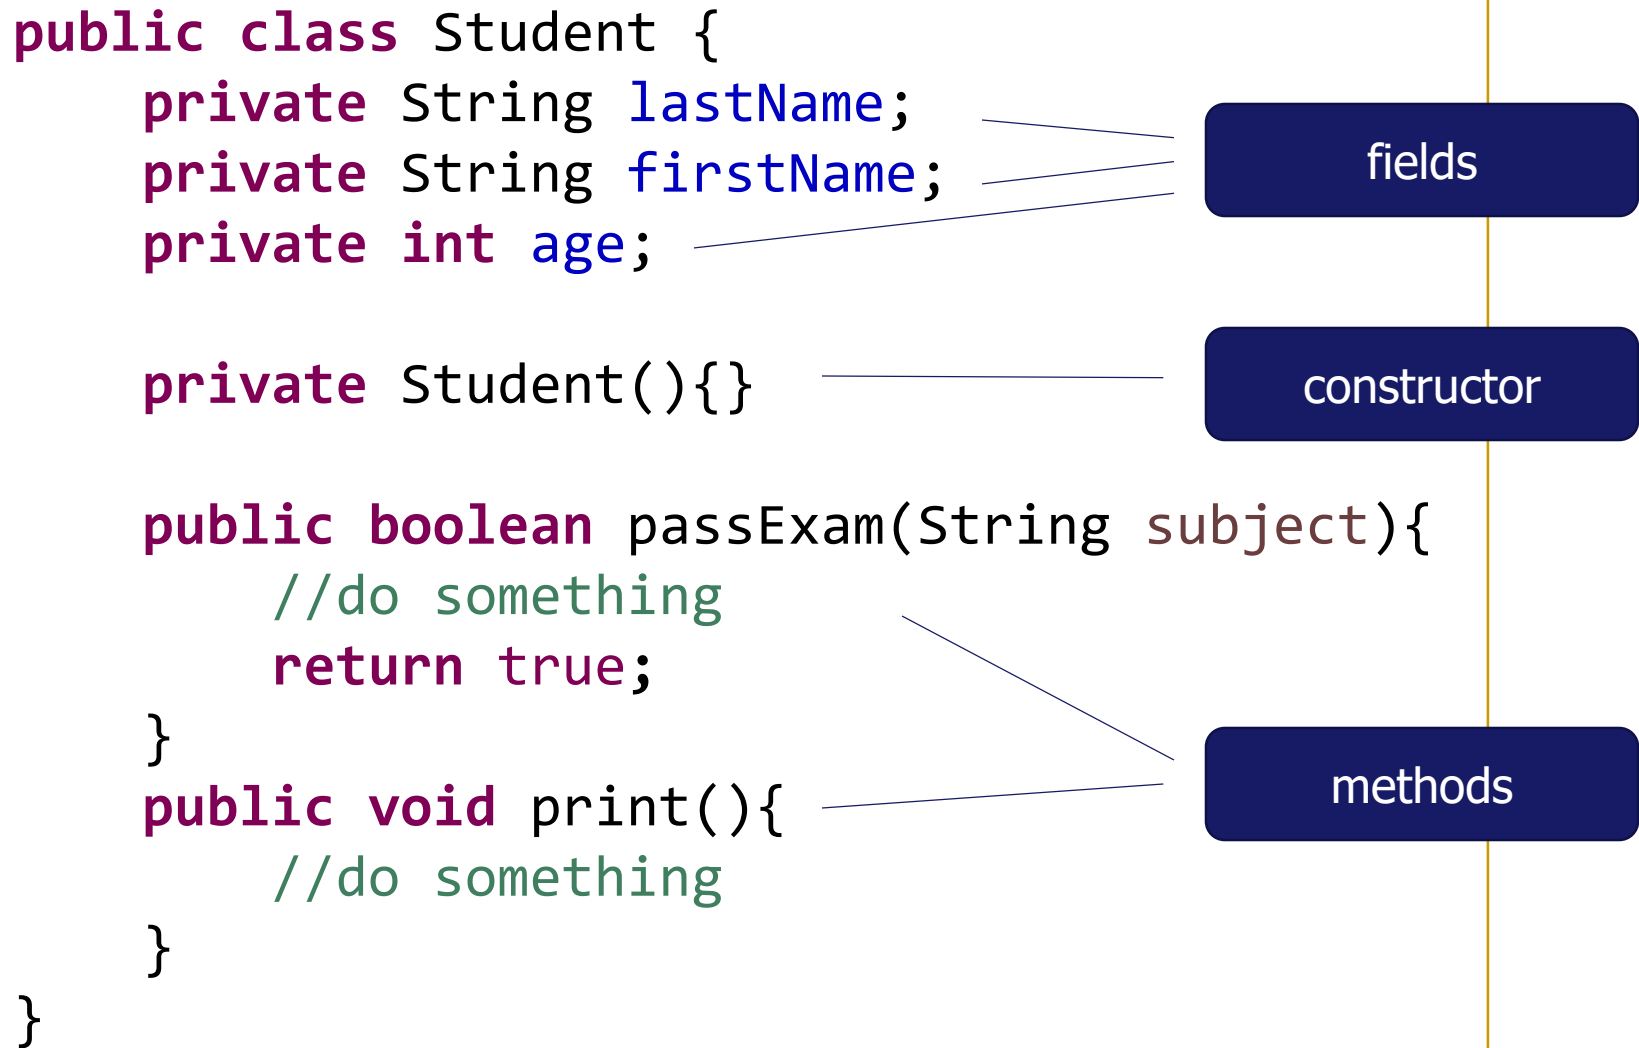 public class Student {
    private String lastName;
    private String firstName;
    private int age;
    private Student(){}
    public boolean passExam(String subject){
        //do something
        return true;
    }
    public void print(){
        //do something
    }
}
fields
constructor
methods